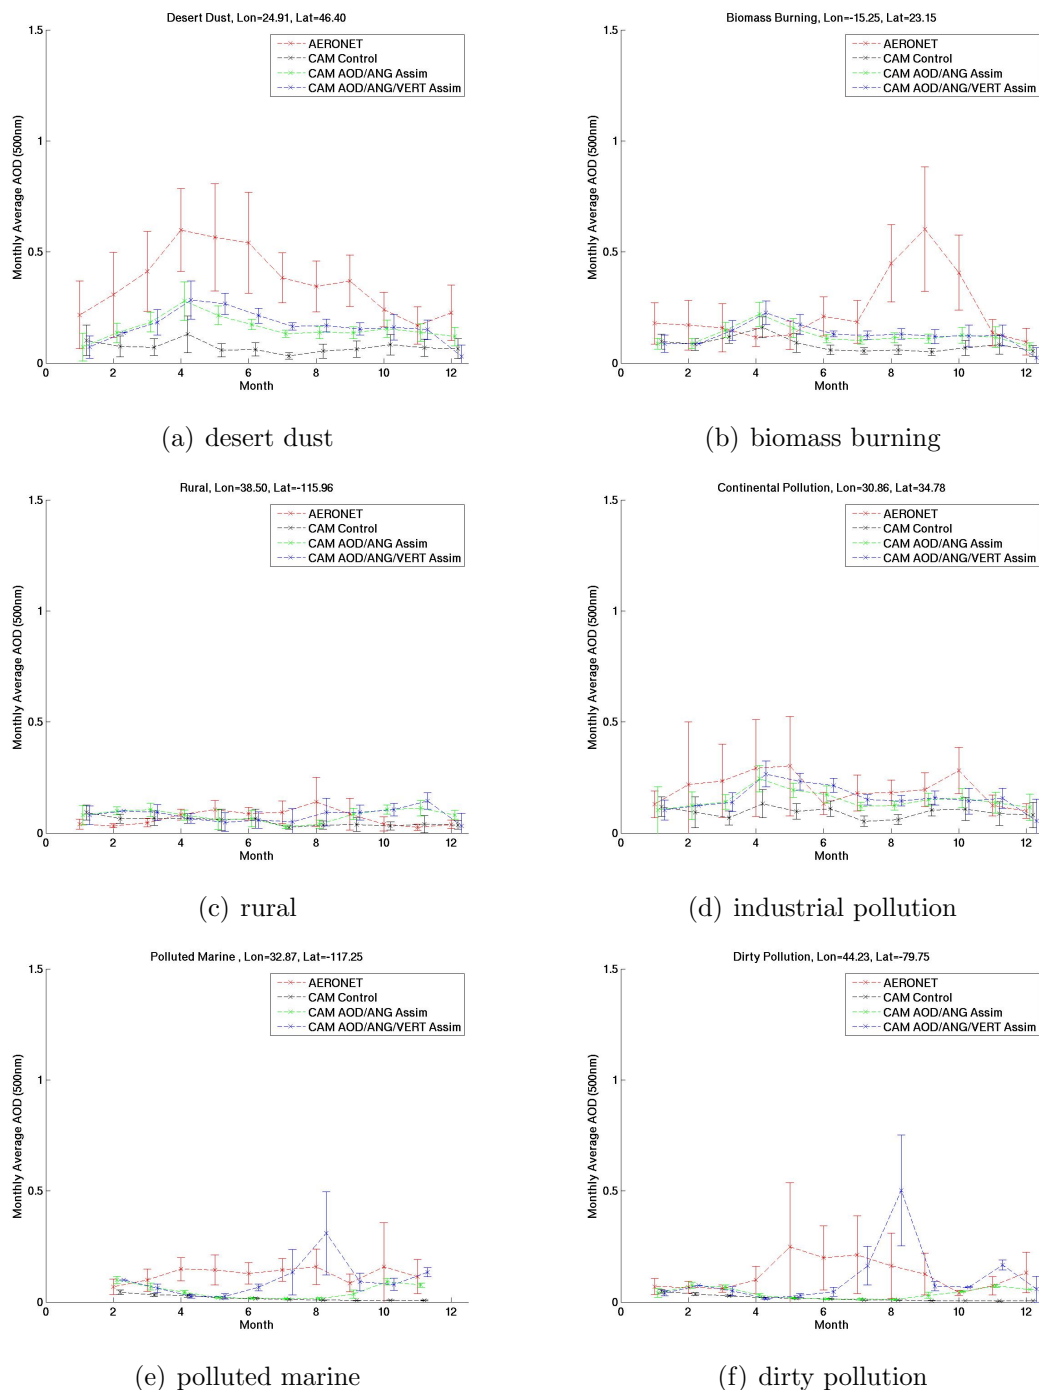 Desert Dust, Lon=24.91, Lat=46.40
1.5
AERONET
CAM Control
CAM AOD/ANG Assim
CAM AOD/ANG/VERT Assim
1
0.5
0
Monthly Average AOD (500nm)
0 2 4 6 8 10 12
Month
(a) desert dust
Biomass Burning, Lon=-15.25, Lat=23.15
1.5
AERONET
CAM Control
CAM AOD/ANG Assim
CAM AOD/ANG/VERT Assim
1
0.5
0
Monthly Average AOD (500nm)
0 2 4 6 8 10 12
Month
(b) biomass burning
Rural, Lon=38.50, Lat=-115.96
1.5
AERONET
CAM Control
CAM AOD/ANG Assim
CAM AOD/ANG/VERT Assim
1
0.5
0
Monthly Average AOD (500nm)
0 2 4 6 8 10 12
Month
(c) rural
Continental Pollution, Lon=30.86, Lat=34.78
1.5
AERONET
CAM Control
CAM AOD/ANG Assim
CAM AOD/ANG/VERT Assim
1
0.5
0
Monthly Average AOD (500nm)
0 2 4 6 8 10 12
Month
(d) industrial pollution
Polluted Marine , Lon=32.87, Lat=-117.25
1.5
AERONET
CAM Control
CAM AOD/ANG Assim
CAM AOD/ANG/VERT Assim
1
0.5
0
Monthly Average AOD (500nm)
0 2 4 6 8 10 12
Month
(e) polluted marine
Dirty Pollution, Lon=44.23, Lat=-79.75
1.5
AERONET
CAM Control
CAM AOD/ANG Assim
CAM AOD/ANG/VERT Assim
1
0.5
0
Monthly Average AOD (500nm)
0 2 4 6 8 10 12
Month
(f) dirty pollution